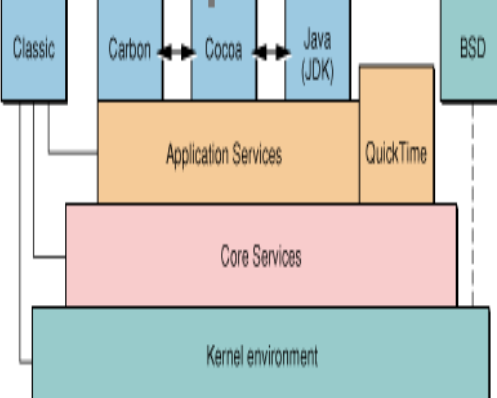 Classic
Carbon
Cocoa
Java
(JDK)
BSD
Application Services
QuickTime
Core Services
Kernel environment